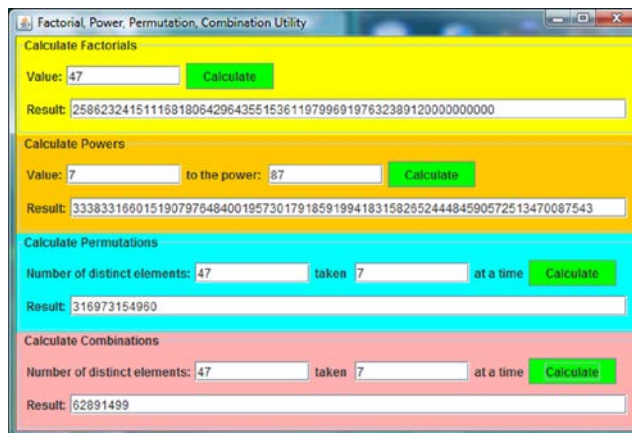 Factorial, Power, Permutation, Combination Utility
Calculate Factorials
Value: 47 Calculate
Result: 258623241511168180642964355153611979969197632389120000000000
Calculate Powers
Value: 7 to the power: 87 Calculate
Result: 33383316601519079764840019573017918591994183158265244484590572513470087543
Calculate Permutations
Number of distinct elements: 47 taken 7 at a time Calculate
Result: 316973154960
Calculate Combinations
Number of distinct elements: 47 taken 7 at a time Calculate
Result: 62891499